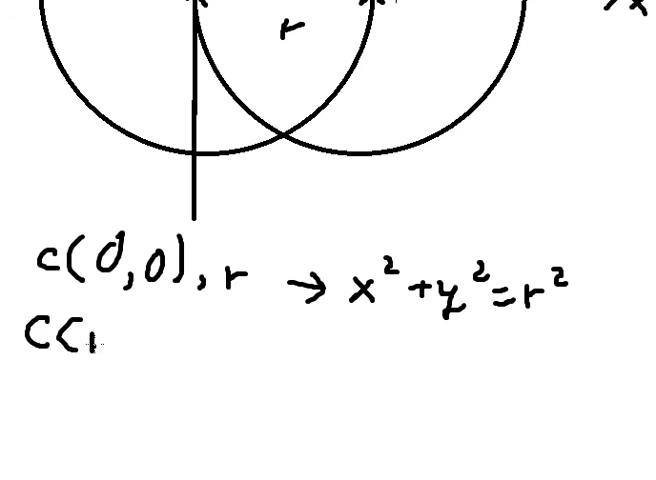 r
x
c(0,0), r → x²+y²=r²
C(